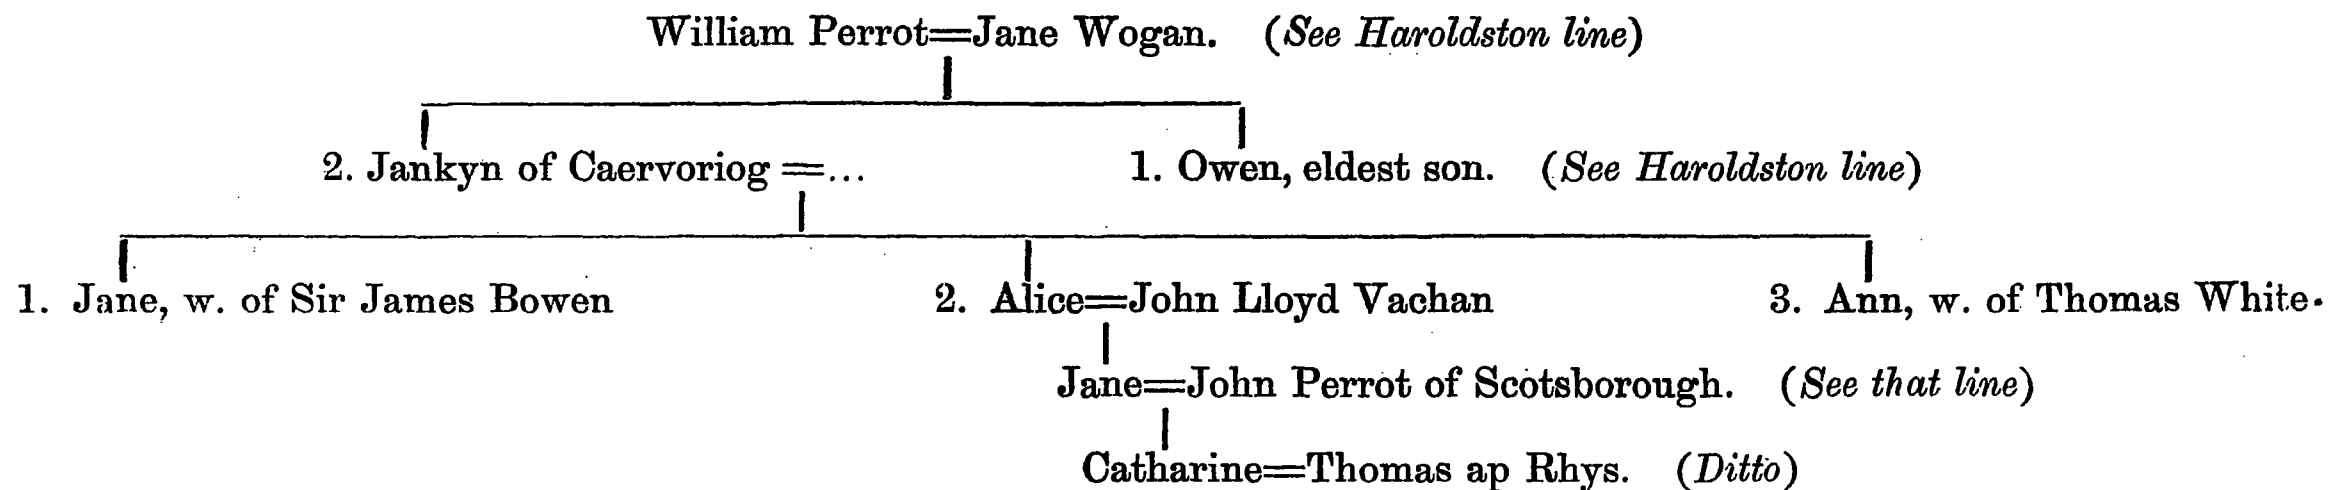 William Perrot=Jane Wogan. (See Haroldston line)
2. Jankyn of Caervoriog =... 1. Owen, eldest son. (See Haroldston line)
1. Jane, w. of Sir James Bowen 2. Alice=John Lloyd Vachan 3. Ann, w. of Thomas White.
Jane=John Perrot of Scotsborough. (See that line)
Catharine=Thomas ap Rhys. (Ditto)